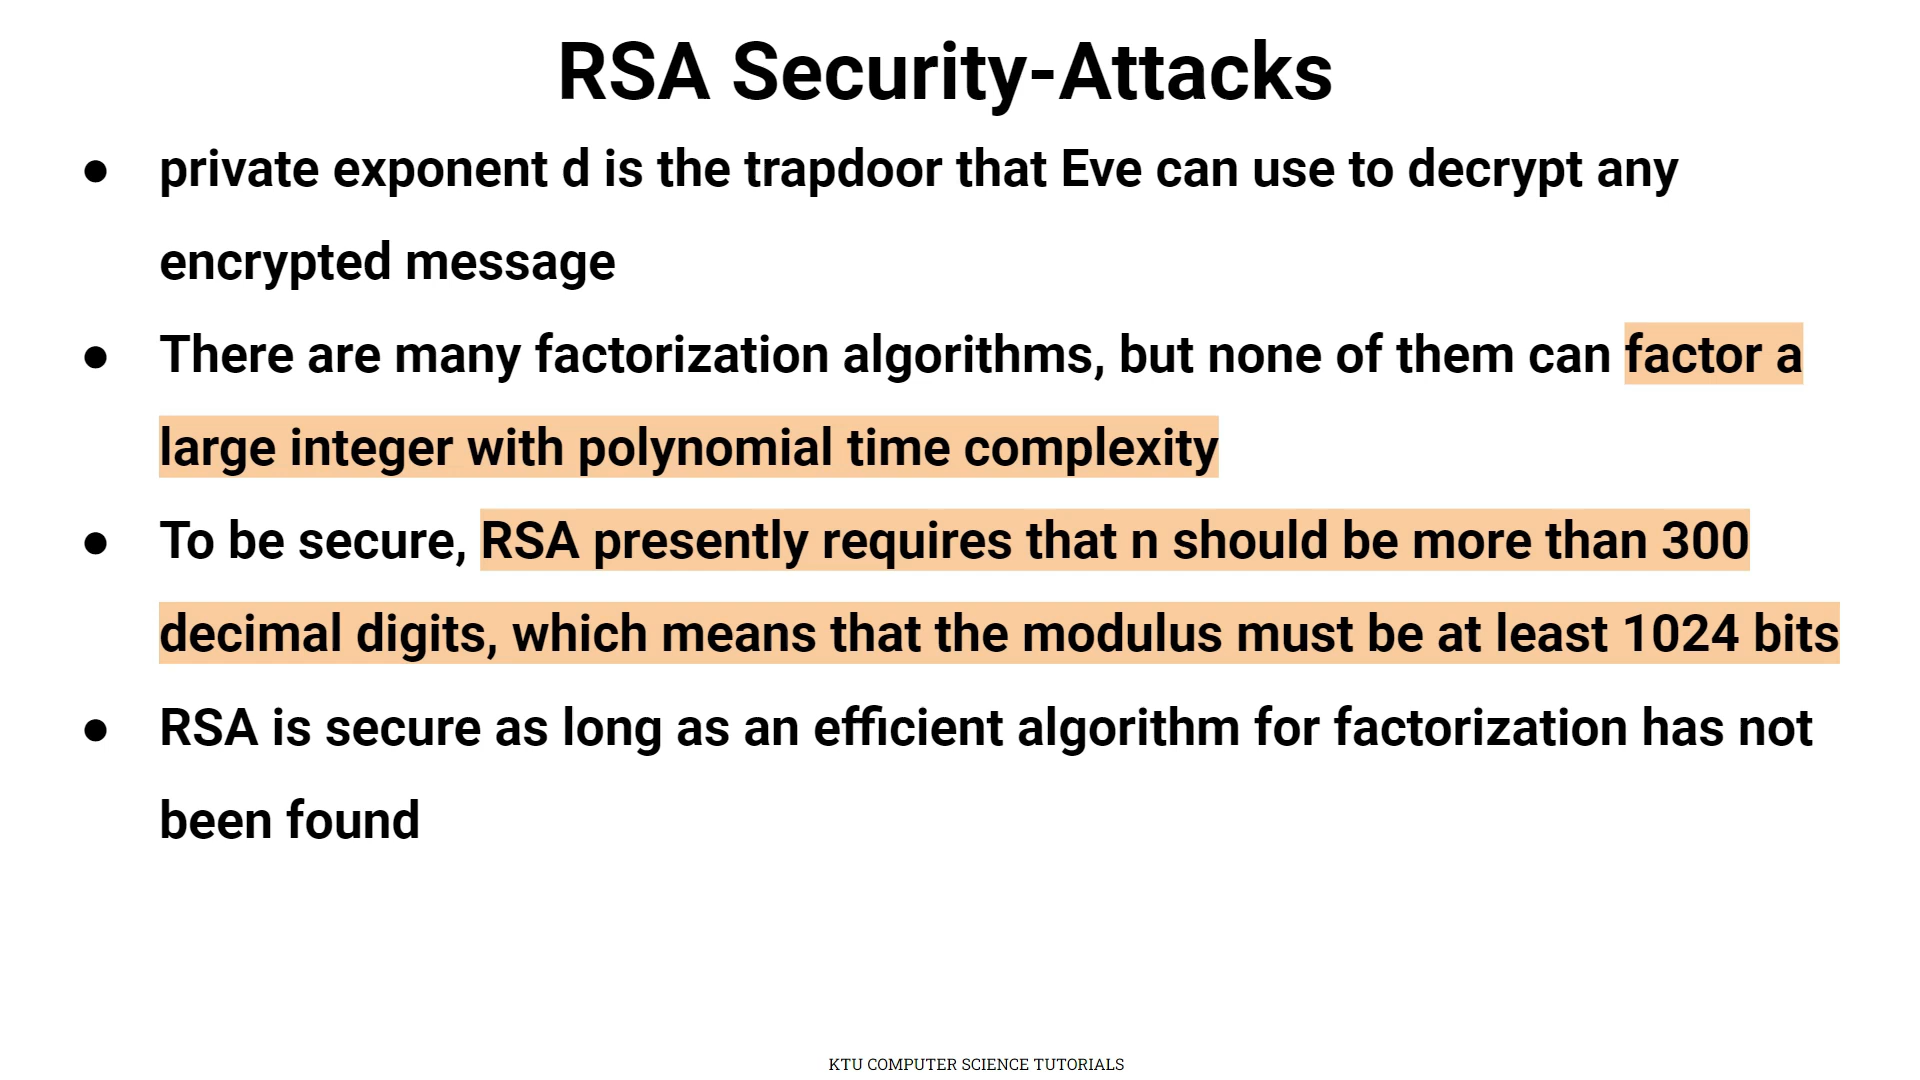 RSA Security-Attacks
● private exponent d is the trapdoor that Eve can use to decrypt any
encrypted message
● There are many factorization algorithms, but none of them can factor a
large integer with polynomial time complexity
● To be secure, RSA presently requires that n should be more than 300
decimal digits, which means that the modulus must be at least 1024 bits
● RSA is secure as long as an efficient algorithm for factorization has not
been found
KTU COMPUTER SCIENCE TUTORIALS